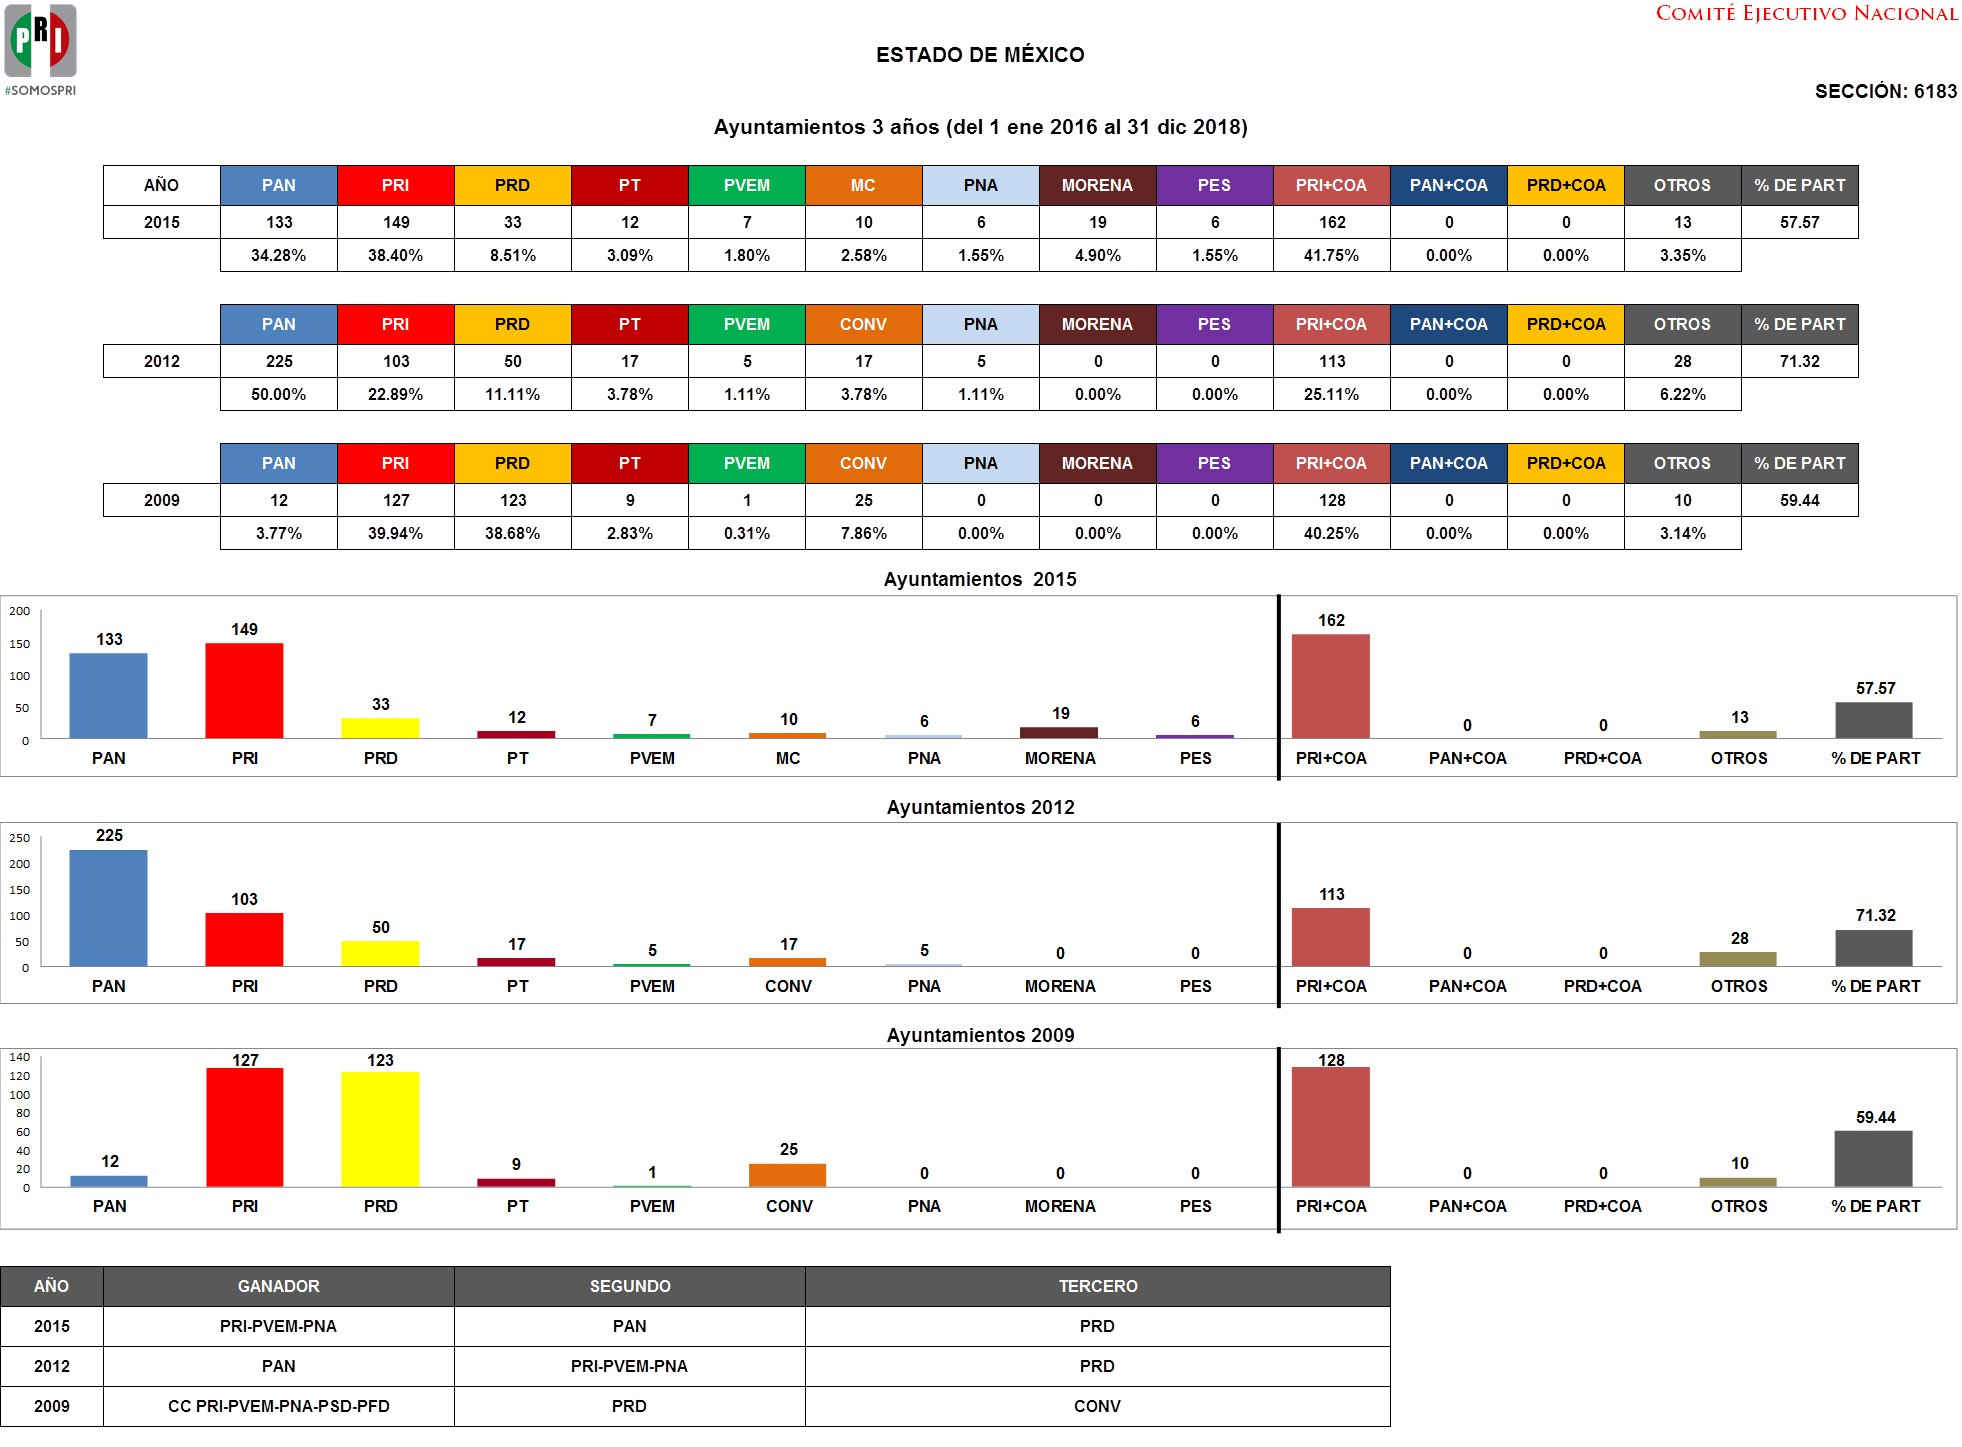 PRI
#SOMOSPRI
COMITÉ EJECUTIVO NACIONAL
ESTADO DE MÉXICO
SECCIÓN: 6183
Ayuntamientos 3 años (del 1 ene 2016 al 31 dic 2018)
AÑO PAN PRI PRD PT PVEM MC PNA MORENA PES PRI+COA PAN+COA PRD+COA OTROS % DE PART
2015 133 149 33 12 7 10 6 19 6 162 0 0 13 57.57
34.28% 38.40% 8.51% 3.09% 1.80% 2.58% 1.55% 4.90% 1.55% 41.75% 0.00% 0.00% 3.35%
PAN PRI PRD PT PVEM CONV PNA MORENA PES PRI+COA PAN+COA PRD+COA OTROS % DE PART
2012 225 103 50 17 5 17 5 0 0 113 0 0 28 71.32
50.00% 22.89% 11.11% 3.78% 1.11% 3.78% 1.11% 0.00% 0.00% 25.11% 0.00% 0.00% 6.22%
PAN PRI PRD PT PVEM CONV PNA MORENA PES PRI+COA PAN+COA PRD+COA OTROS % DE PART
2009 12 127 123 9 1 25 0 0 0 128 0 0 10 59.44
3.77% 39.94% 38.68% 2.83% 0.31% 7.86% 0.00% 0.00% 0.00% 40.25% 0.00% 0.00% 3.14%
Ayuntamientos 2015
200
150
100
50
0
133 149 33 12 7 10 6 19 6 162 0 0 13 57.57
PAN PRI PRD PT PVEM MC PNA MORENA PES PRI+COA PAN+COA PRD+COA OTROS % DE PART
Ayuntamientos 2012
250
200
150
100
50
0
225 103 50 17 5 17 5 0 0 113 0 0 28 71.32
PAN PRI PRD PT PVEM CONV PNA MORENA PES PRI+COA PAN+COA PRD+COA OTROS % DE PART
Ayuntamientos 2009
140
120
100
80
60
40
20
0
12 127 123 9 1 25 0 0 0 128 0 0 10 59.44
PAN PRI PRD PT PVEM CONV PNA MORENA PES PRI+COA PAN+COA PRD+COA OTROS % DE PART
AÑO GANADOR SEGUNDO TERCERO
2015 PRI-PVEM-PNA PAN PRD
2012 PAN PRI-PVEM-PNA PRD
2009 CC PRI-PVEM-PNA-PSD-PFD PRD CONV